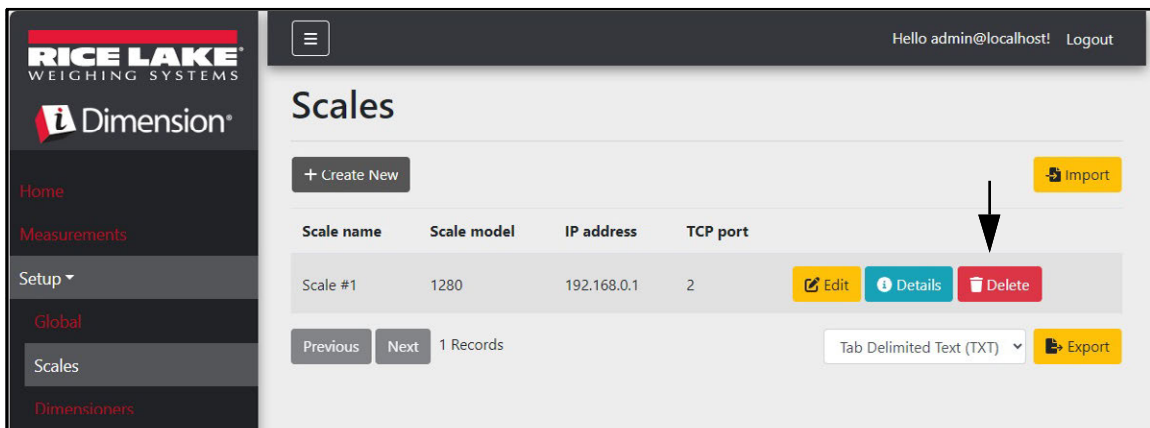 RICE LAKE®
WEIGHING SYSTEMS
i Dimension®
Home
Measurements
Setup
Global
Scales
Dimensioners
Hello admin@localhost! Logout
Scales
+ Create New
Import
Scale name Scale model IP address TCP port
Scale #1 1280 192.168.0.1 2 Edit Details Delete
Previous Next 1 Records Tab Delimited Text (TXT) Export